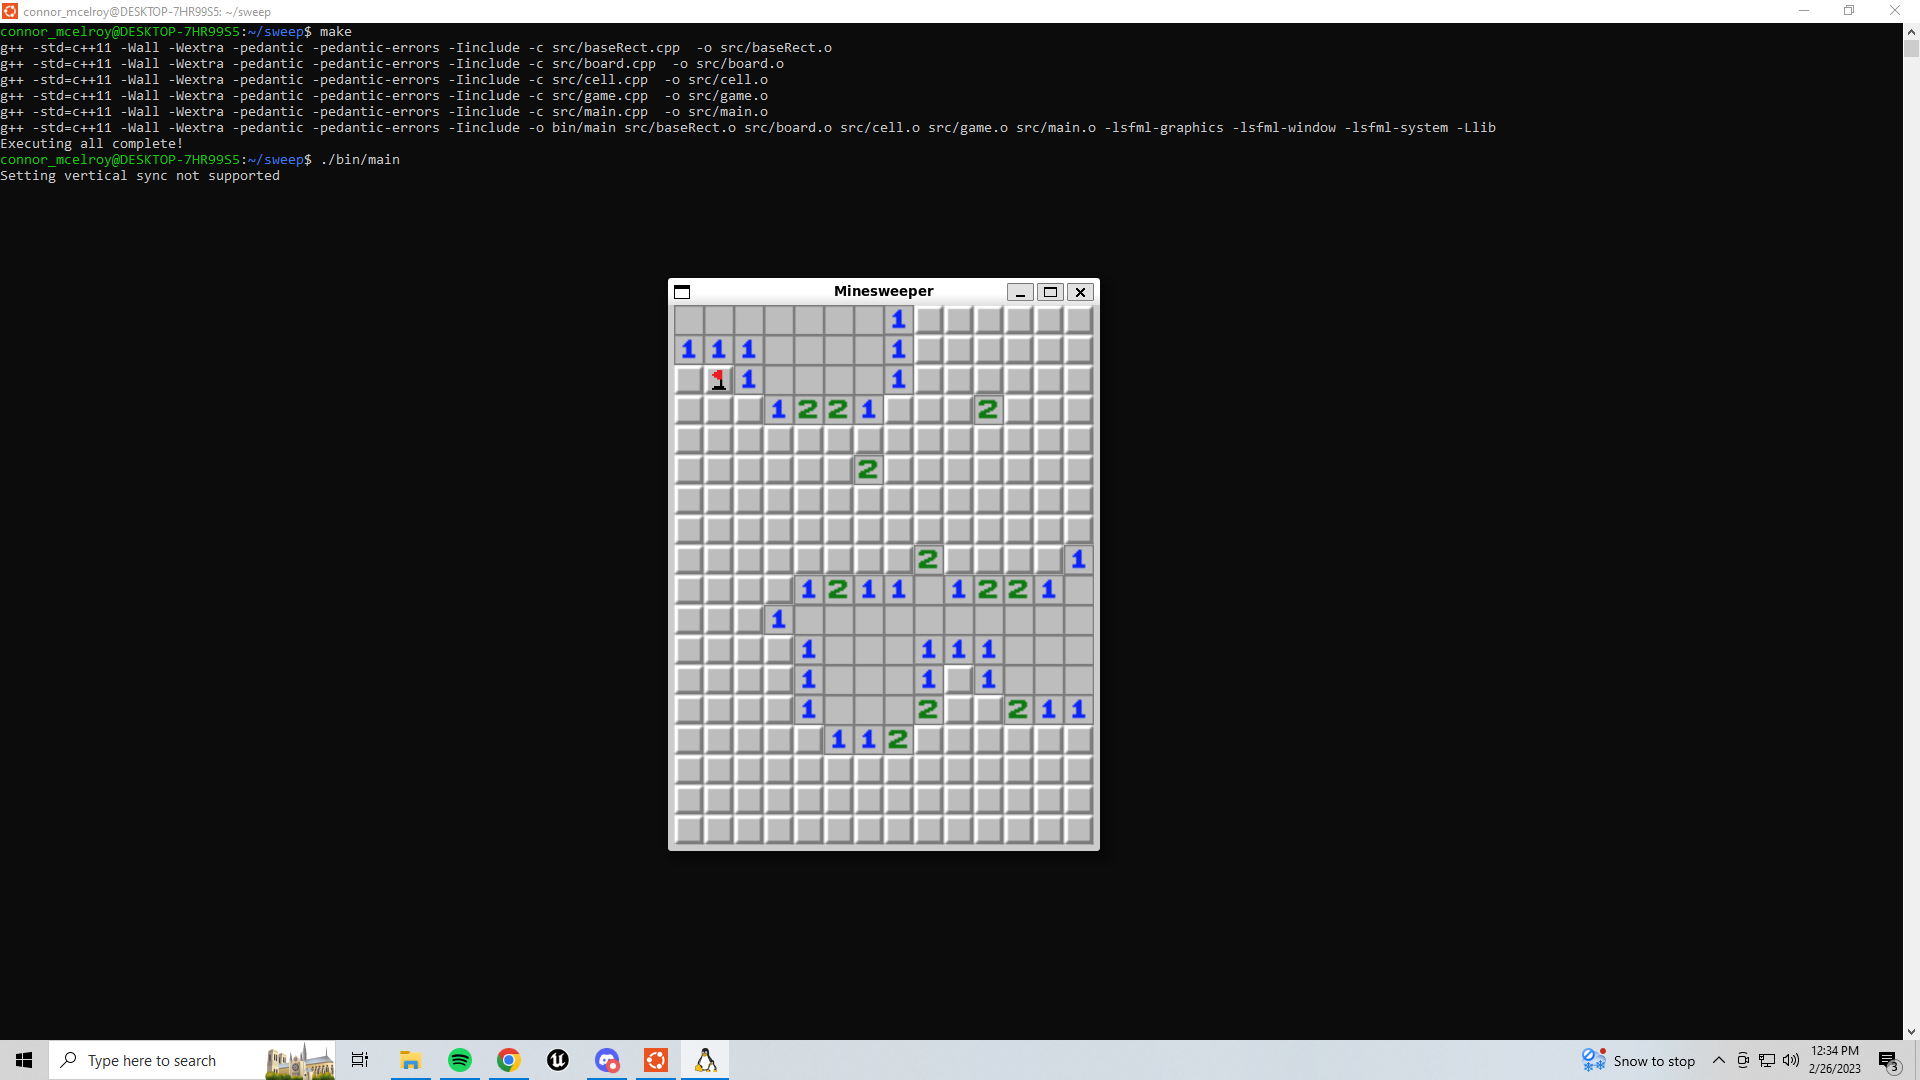 connor_mcelroy@DESKTOP-7HR99S5: ~/sweep
connor_mcelroy@DESKTOP-7HR99S5:~/sweep$ make
g++ -std=c++11 -Wall -Wextra -pedantic -pedantic-errors -Iinclude -c src/baseRect.cpp  -o src/baseRect.o
g++ -std=c++11 -Wall -Wextra -pedantic -pedantic-errors -Iinclude -c src/board.cpp  -o src/board.o
g++ -std=c++11 -Wall -Wextra -pedantic -pedantic-errors -Iinclude -c src/cell.cpp  -o src/cell.o
g++ -std=c++11 -Wall -Wextra -pedantic -pedantic-errors -Iinclude -c src/game.cpp  -o src/game.o
g++ -std=c++11 -Wall -Wextra -pedantic -pedantic-errors -Iinclude -c src/main.cpp  -o src/main.o
g++ -std=c++11 -Wall -Wextra -pedantic -pedantic-errors -Iinclude -o bin/main src/baseRect.o src/board.o src/cell.o src/game.o src/main.o -lsfml-graphics -lsfml-window -lsfml-system -Llib
Executing all complete!
connor_mcelroy@DESKTOP-7HR99S5:~/sweep$ ./bin/main
Setting vertical sync not supported
Minesweeper
1
1 1 1 1
1 1
1 2 2 1 2
2
2 1
1 2 1 1 1 2 2 1
1
1 1 1 1
1 1 1
1 2 2 1 1
1 1 2
Type here to search
Snow to stop
12:34 PM
2/26/2023
3